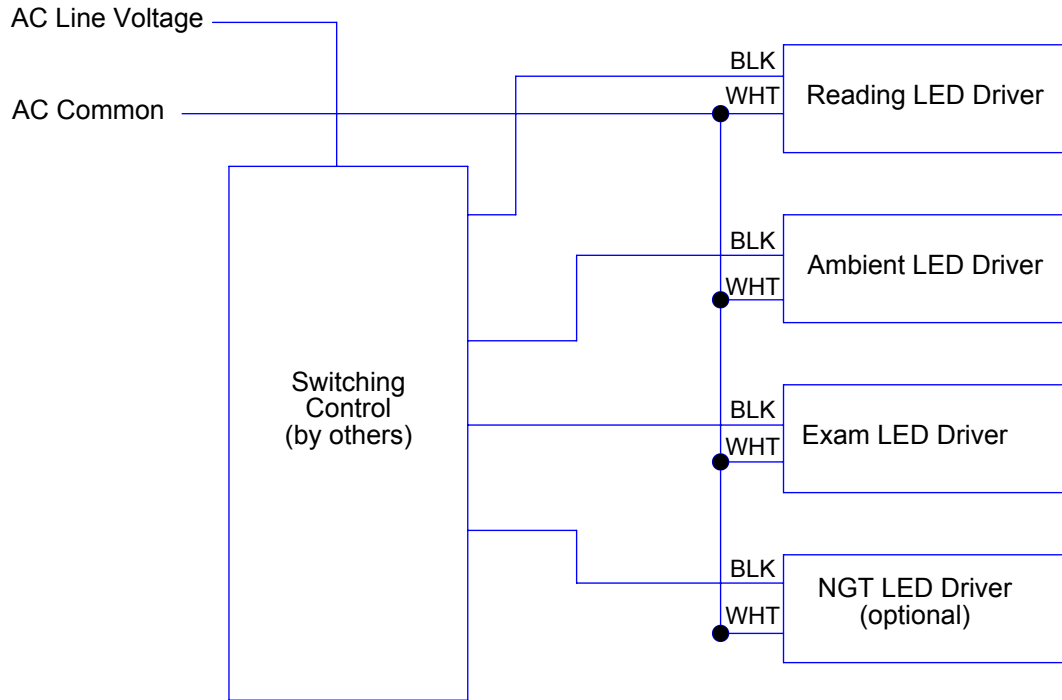 AC Line Voltage
AC Common
BLK
WHT
Reading LED Driver
BLK
WHT
Ambient LED Driver
Switching
Control
(by others)
BLK
WHT
Exam LED Driver
BLK
WHT
NGT LED Driver
(optional)